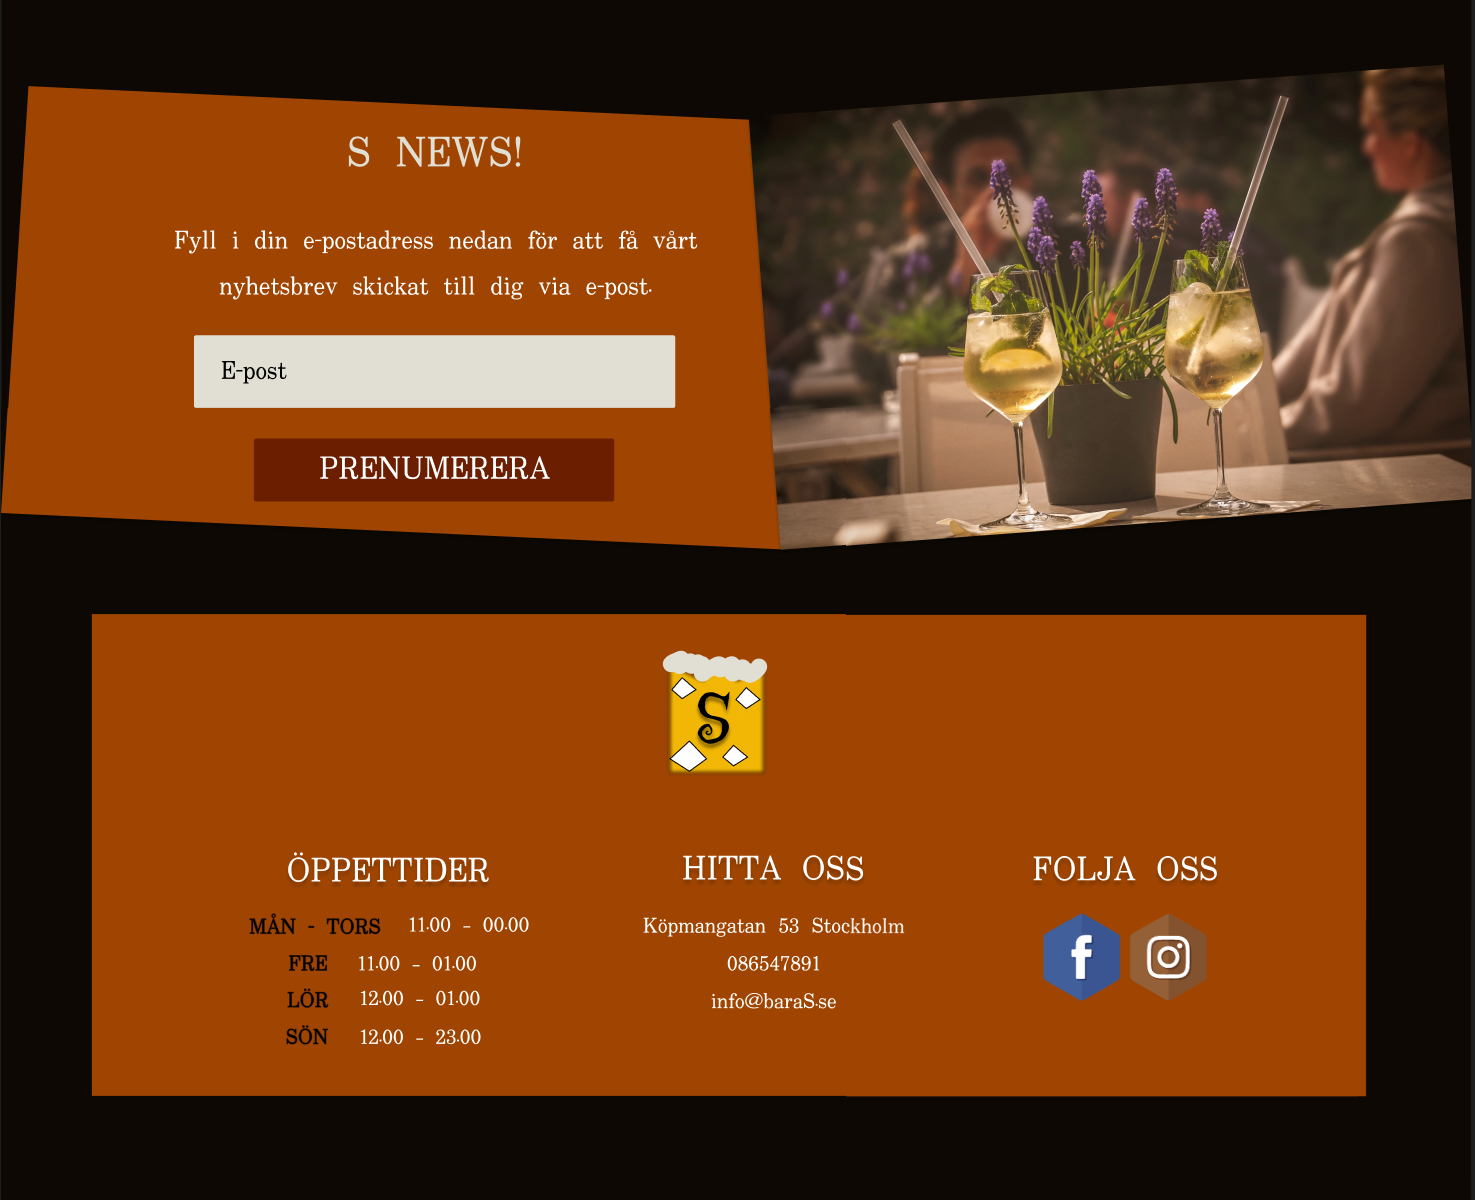 S NEWS!
Fyll i din e-postadress nedan för att få vårt
nyhetsbrev skickat till dig via e-post.
E-post
PRENUMERERA
S
ÖPPETTIDER
MÅN - TORS 11.00 - 00.00
FRE 11.00 - 01.00
LÖR 12.00 - 01.00
SÖN 12.00 - 23.00
HITTA OSS
Köpmangatan 53 Stockholm
086547891
info@baraS.se
FOLJA OSS
f